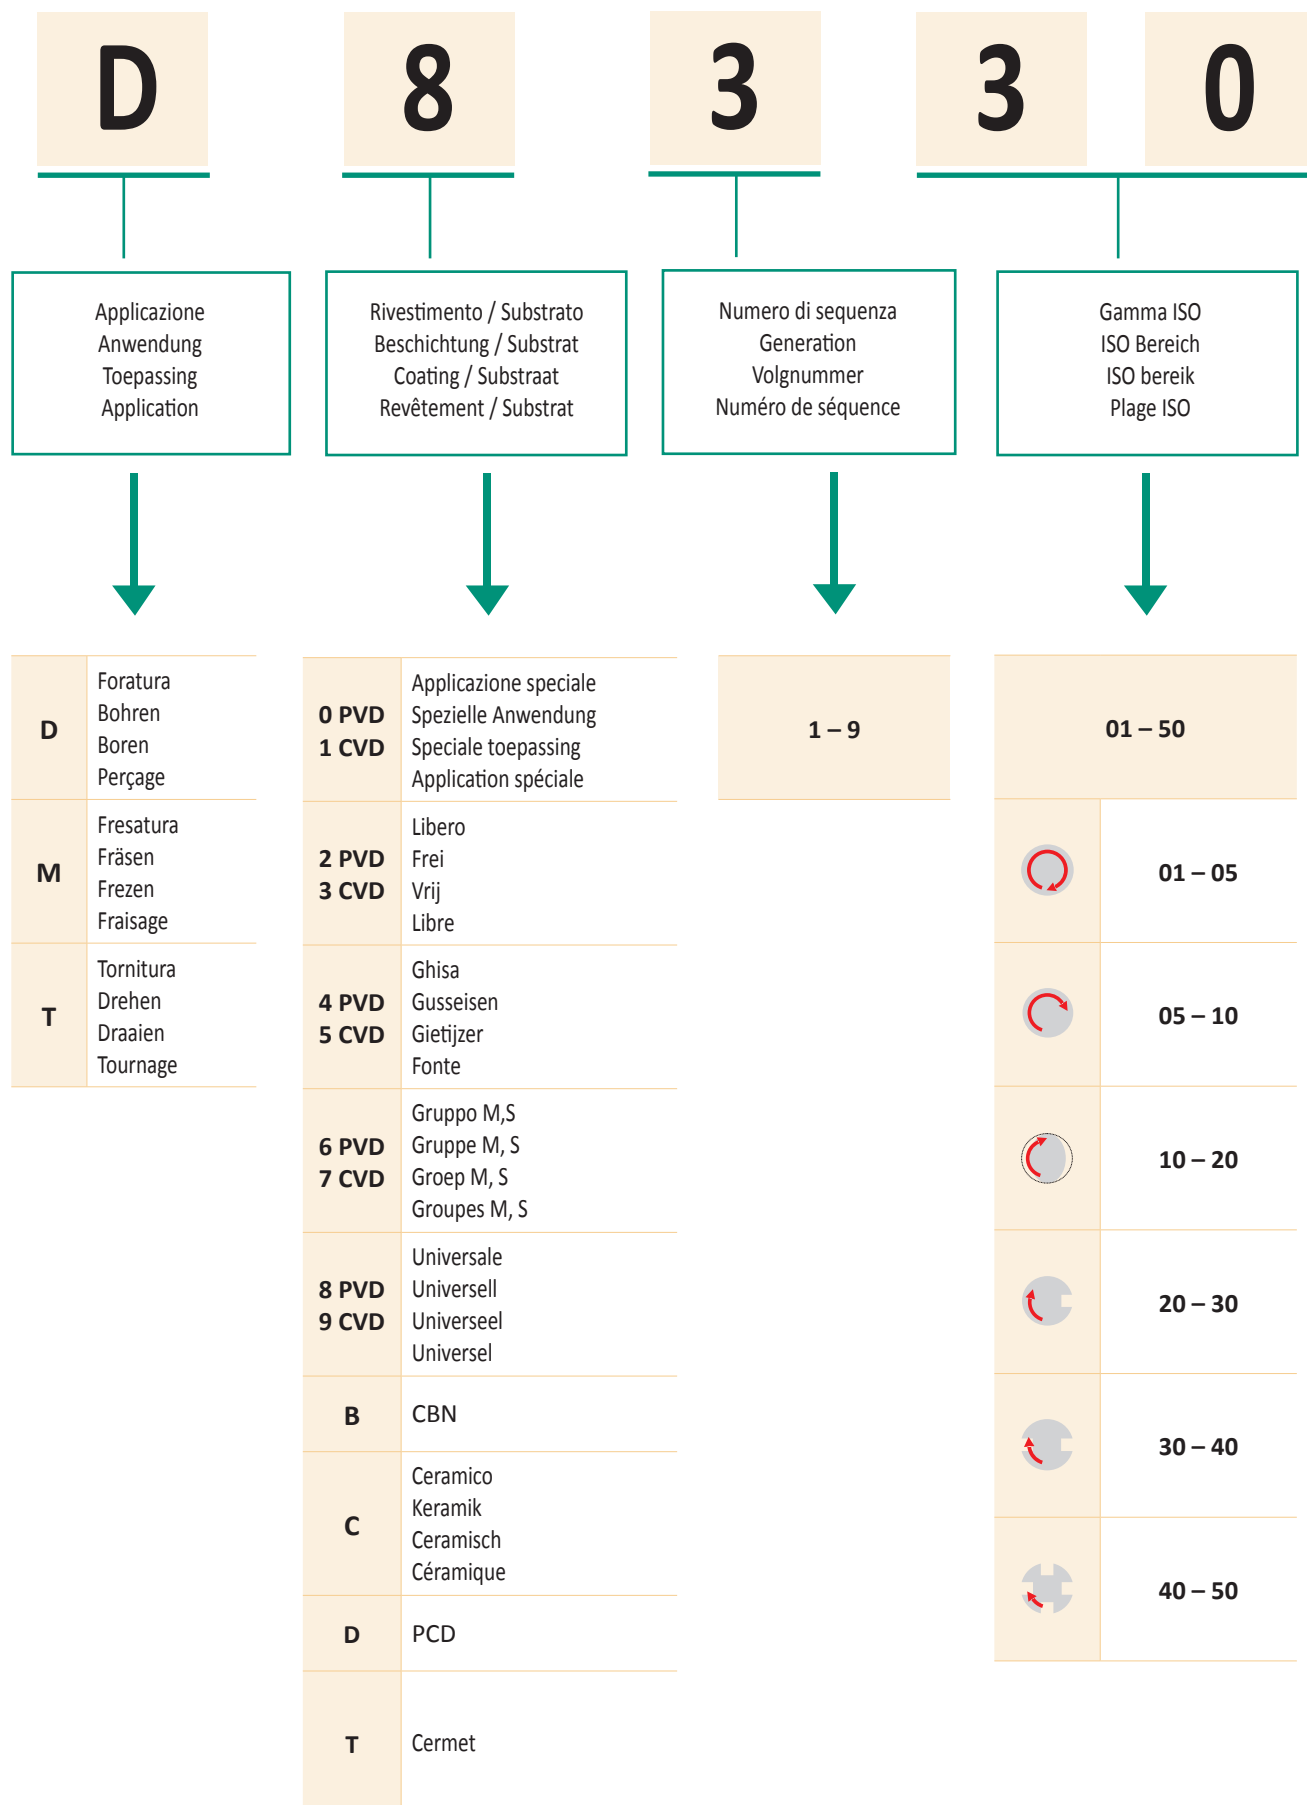 D 8 3 3 0
Applicazione
Anwendung
Toepassing
Application
Rivestimento / Substrato
Beschichtung / Substrat
Coating / Substraat
Revêtement / Substrat
Numero di sequenza
Generation
Volgnummer
Numéro de séquence
Gamma ISO
ISO Bereich
ISO bereik
Plage ISO
D
Foratura
Bohren
Boren
Perçage
M
Fresatura
Fräsen
Frezen
Fraisage
T
Tornitura
Drehen
Draaien
Tournage
0 PVD
1 CVD
Applicazione speciale
Spezielle Anwendung
Speciale toepassing
Application spéciale
2 PVD
3 CVD
Libero
Frei
Vrij
Libre
4 PVD
5 CVD
Ghisa
Gusseisen
Gietijzer
Fonte
6 PVD
7 CVD
Gruppo M,S
Gruppe M, S
Groep M, S
Groupes M, S
8 PVD
9 CVD
Universale
Universell
Universeel
Universel
B
CBN
C
Ceramico
Keramik
Ceramisch
Céramique
D
PCD
T
Cermet
1 – 9
01 – 50
01 – 05
05 – 10
10 – 20
20 – 30
30 – 40
40 – 50